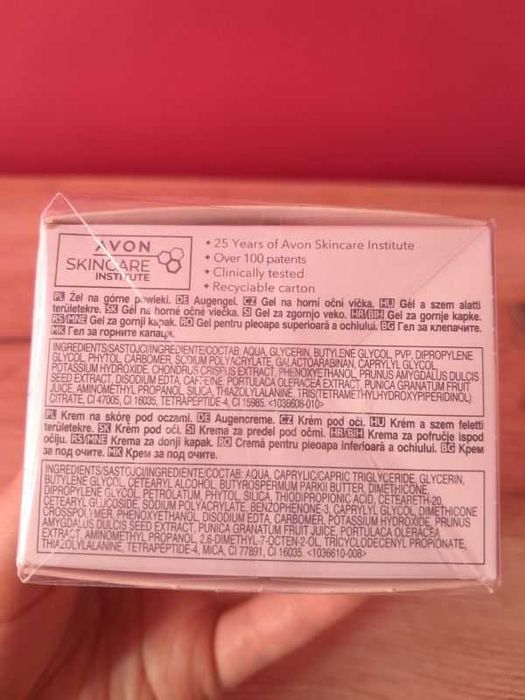 AVON
SKINCARE
INSTITUTE
• 25 Years of Avon Skincare Institute
• Over 100 patents
• Clinically tested
• Recyclable carton
PL Żel na górne powieki. DE Augengel. CZ Gel na horní oční víčka. HU Gél a szem alatti
területekre. SK Gél na horné očné viečka. SI Gel za zgornjo veko. HR/BIH Gel za gornje kapke.
RS/MNE Gel za gornji kapak. RO Gel pentru pleoapa superioară a ochiului. BG Гел за клепачите.
MK Гел за горните капаци.
INGREDIENTS/SASTOJCI/INGREDIENTE/СОСТАВ: AQUA, GLYCERIN, BUTYLENE GLYCOL, PVP, DIPROPYLENE
GLYCOL, PHYTOL, CARBOMER, SODIUM POLYACRYLATE, GALACTOARABINAN, CAPRYLYL GLYCOL,
POTASSIUM HYDROXIDE, CHONDRUS CRISPUS EXTRACT, PHENOXYETHANOL, PRUNUS AMYGDALUS DULCIS
SEED EXTRACT, DISODIUM EDTA, CAFFEINE, PORTULACA OLERACEA EXTRACT, PUNICA GRANATUM FRUIT
JUICE, AMINOMETHYL PROPANOL, SILICA, THIAZOLYLALANINE, TRIS(TETRAMETHYLHYDROXYPIPERIDINOL)
CITRATE, CI 47005, CI 16035, TETRAPEPTIDE-4, CI 15985. <1036608-010>
PL Krem na skórę pod oczami. DE Augencreme. CZ Krém pod oči. HU Krém a szem feletti
területekre. SK Krém pod oči. SI Krema za predel pod očmi. HR/BIH Krema za područje ispod
očiju. RS/MNE Krema za donji kapak. RO Cremă pentru pleoapa inferioară a ochiului. BG Крем
за под очите. MK Крем за под очите.
INGREDIENTS/SASTOJCI/INGREDIENTE/СОСТАВ: AQUA, CAPRYLIC/CAPRIC TRIGLYCERIDE, GLYCERIN,
BUTYLENE GLYCOL, CETEARYL ALCOHOL, BUTYROSPERMUM PARKII BUTTER, DIMETHICONE,
DIPROPYLENE GLYCOL, PETROLATUM, PHYTOL, SILICA, THIODIPROPIONIC ACID, CETEARETH-20,
CETEARYL GLUCOSIDE, SODIUM POLYACRYLATE, BENZOPHENONE-3, CAPRYLYL GLYCOL, DIMETHICONE
CROSSPOLYMER, PHENOXYETHANOL, DISODIUM EDTA, CARBOMER, POTASSIUM HYDROXIDE, PRUNUS
AMYGDALUS DULCIS SEED EXTRACT, PUNICA GRANATUM FRUIT JUICE, PORTULACA OLERACEA
EXTRACT, AMINOMETHYL PROPANOL, 2,6-DIMETHYL-7-OCTEN-2-OL, TRICYCLODECENYL PROPIONATE,
THIAZOLYLALANINE, TETRAPEPTIDE-4, MICA, CI 77891, CI 16035. <1036610-008>